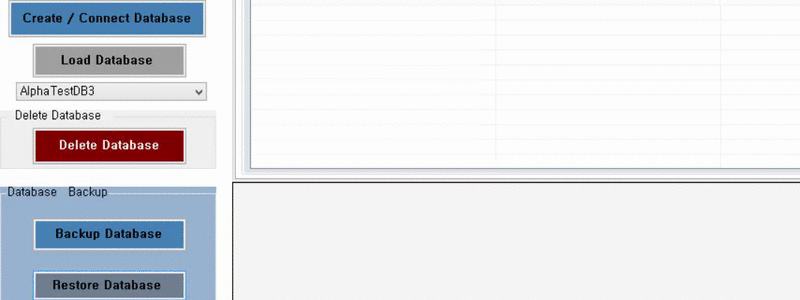 Create / Connect Database
Load Database
AlphaTestDB3
Delete Database
Delete Database
Database Backup
Backup Database
Restore Database